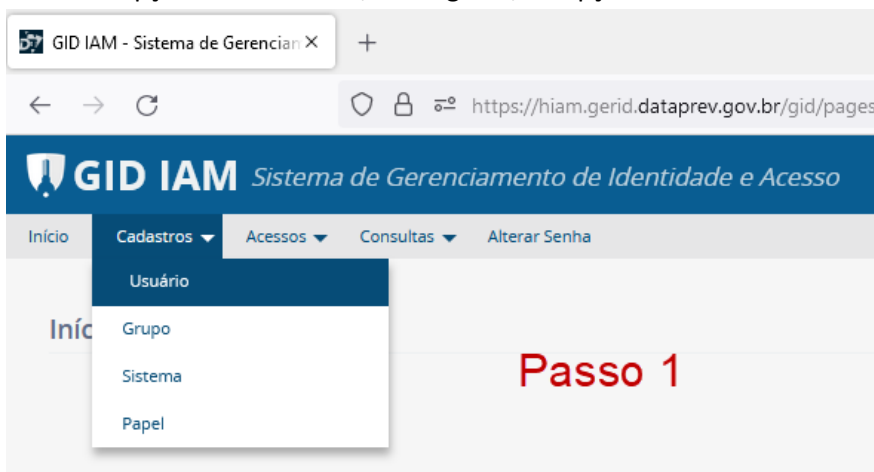 GID IAM - Sistema de Gerencian
https://hiam.gerid.dataprev.gov.br/gid/pages
GID IAM Sistema de Gerenciamento de Identidade e Acesso
Início Cadastros Acessos Consultas Alterar Senha
Usuário
Iníc
Grupo
Passo 1
Sistema
Papel